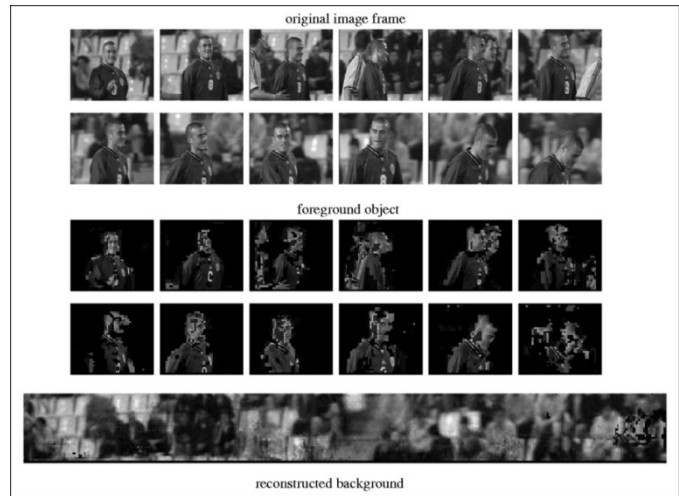 original image frame
foreground object
reconstructed background